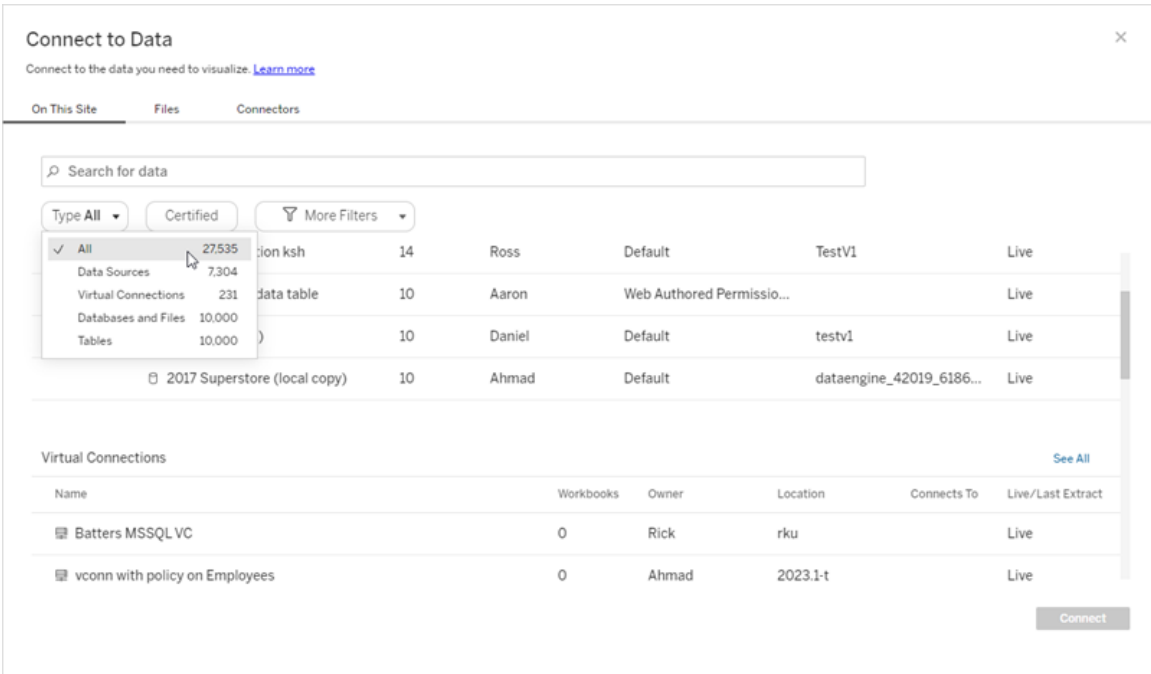 Connect to Data
Connect to the data you need to visualize. Learn more
On This Site Files Connectors
Search for data
Type All Certified More Filters
All 27,535
Data Sources 7,304
Virtual Connections 231
Databases and Files 10,000
Tables 10,000
ksh 14 Ross Default TestV1 Live
data table 10 Aaron Web Authored Permissio... Live
) 10 Daniel Default testv1 Live
2017 Superstore (local copy) 10 Ahmad Default dataengine_42019_6186... Live
Virtual Connections See All
Name Workbooks Owner Location Connects To Live/Last Extract
Batters MSSQL VC 0 Rick rku Live
vconn with policy on Employees 0 Ahmad 2023.1-t Live
Connect